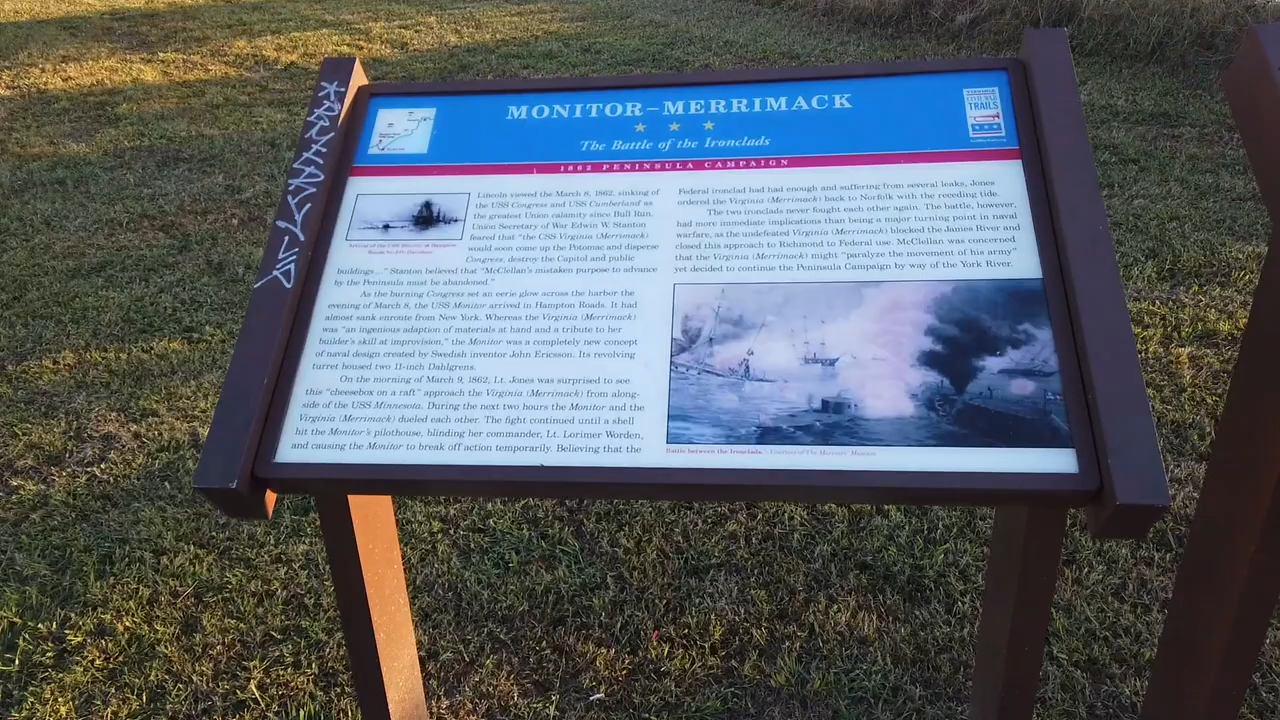 MONITOR–MERRIMACK
The Battle of the Ironclads
1862 PENINSULA CAMPAIGN
VIRGINIA
CIVIL WAR
TRAILS
Lincoln viewed the March 8, 1862, sinking of
the USS Congress and USS Cumberland as
the greatest Union calamity since Bull Run.
Union Secretary of War Edwin W. Stanton
feared that “the CSS Virginia (Merrimack)
would soon come up the Potomac and disperse
Congress, destroy the Capitol and public
buildings...” Stanton believed that “McClellan's mistaken purpose to advance
by the Peninsula must be abandoned.”
As the burning Congress set an eerie glow across the harbor the
evening of March 8, the USS Monitor arrived in Hampton Roads. It had
almost sank enroute from New York. Whereas the Virginia (Merrimack)
was “an ingenious adaption of materials at hand and a tribute to her
builder's skill at improvision,” the Monitor was a completely new concept
of naval design created by Swedish inventor John Ericsson. Its revolving
turret housed two 11-inch Dahlgrens.
On the morning of March 9, 1862, Lt. Jones was surprised to see
this “cheesebox on a raft” approach the Virginia (Merrimack) from along-
side of the USS Minnesota. During the next two hours the Monitor and the
Virginia (Merrimack) dueled each other. The fight continued until a shell
hit the Monitor's pilothouse, blinding her commander, Lt. Lorimer Worden,
and causing the Monitor to break off action temporarily. Believing that the
Federal ironclad had had enough and suffering from several leaks, Jones
ordered the Virginia (Merrimack) back to Norfolk with the receding tide.
The two ironclads never fought each other again. The battle, however,
had more immediate implications than being a major turning point in naval
warfare, as the undefeated Virginia (Merrimack) blocked the James River and
closed this approach to Richmond to Federal use. McClellan was concerned
that the Virginia (Merrimack) might “paralyze the movement of his army”
yet decided to continue the Peninsula Campaign by way of the York River.
Battle between the Ironclads. - Courtesy of The Mariners' Museum